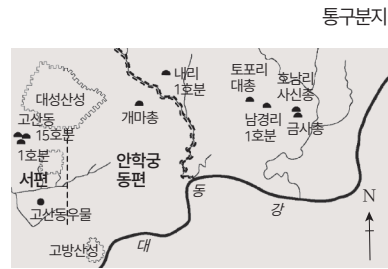 통구분지
내리
1호분
토포리
대총
호남리
사신총
대성산성
고산동
15호분
1호분
개마총
남경리
1호분
금사총
안학궁
동편
서편
고산동우물
동
강
N
대
고방산성